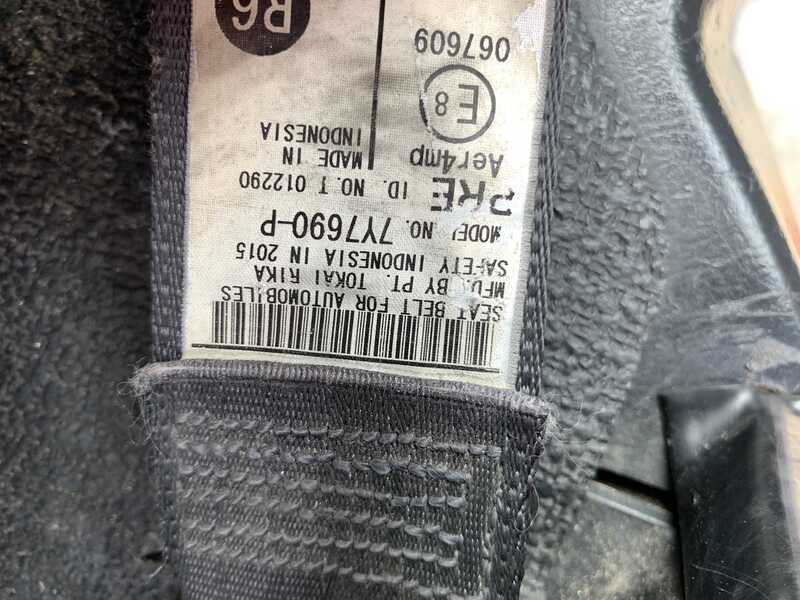 SEAT BELT FOR AUTOMOBILES
MFD. BY PT. TOKAI RIKA
SAFETY INDONESIA IN 2015
MODEL NO. 7Y7690-P
PRE ID. NO. T 012290
Aer4mp MADE IN
INDONESIA
E8
067609
R6